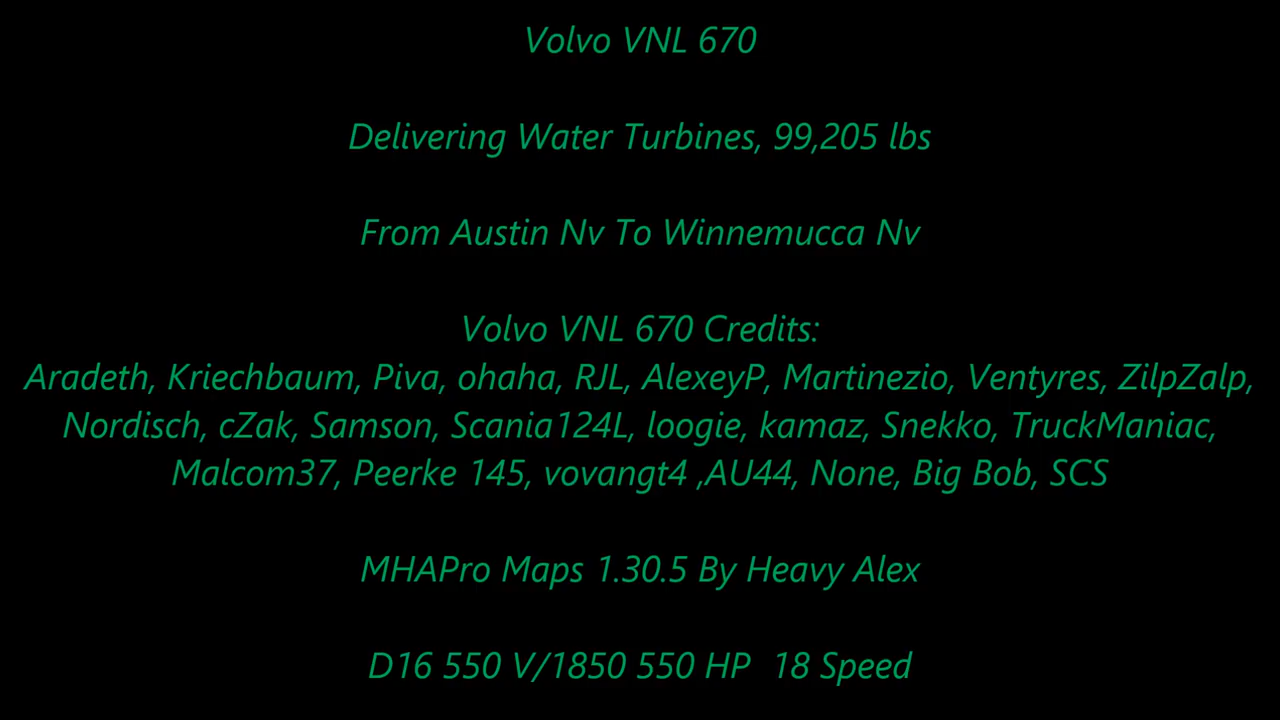 Volvo VNL 670
Delivering Water Turbines, 99,205 lbs
From Austin Nv To Winnemucca Nv
Volvo VNL 670 Credits:
Aradeth, Kriechbaum, Piva, ohaha, RJL, AlexeyP, Martinezio, Ventyres, ZilpZalp,
Nordisch, cZak, Samson, Scania124L, loogie, kamaz, Snekko, TruckManiac,
Malcom37, Peerke 145, vovangt4 ,AU44, None, Big Bob, SCS
MHAPro Maps 1.30.5 By Heavy Alex
D16 550 V/1850 550 HP  18 Speed